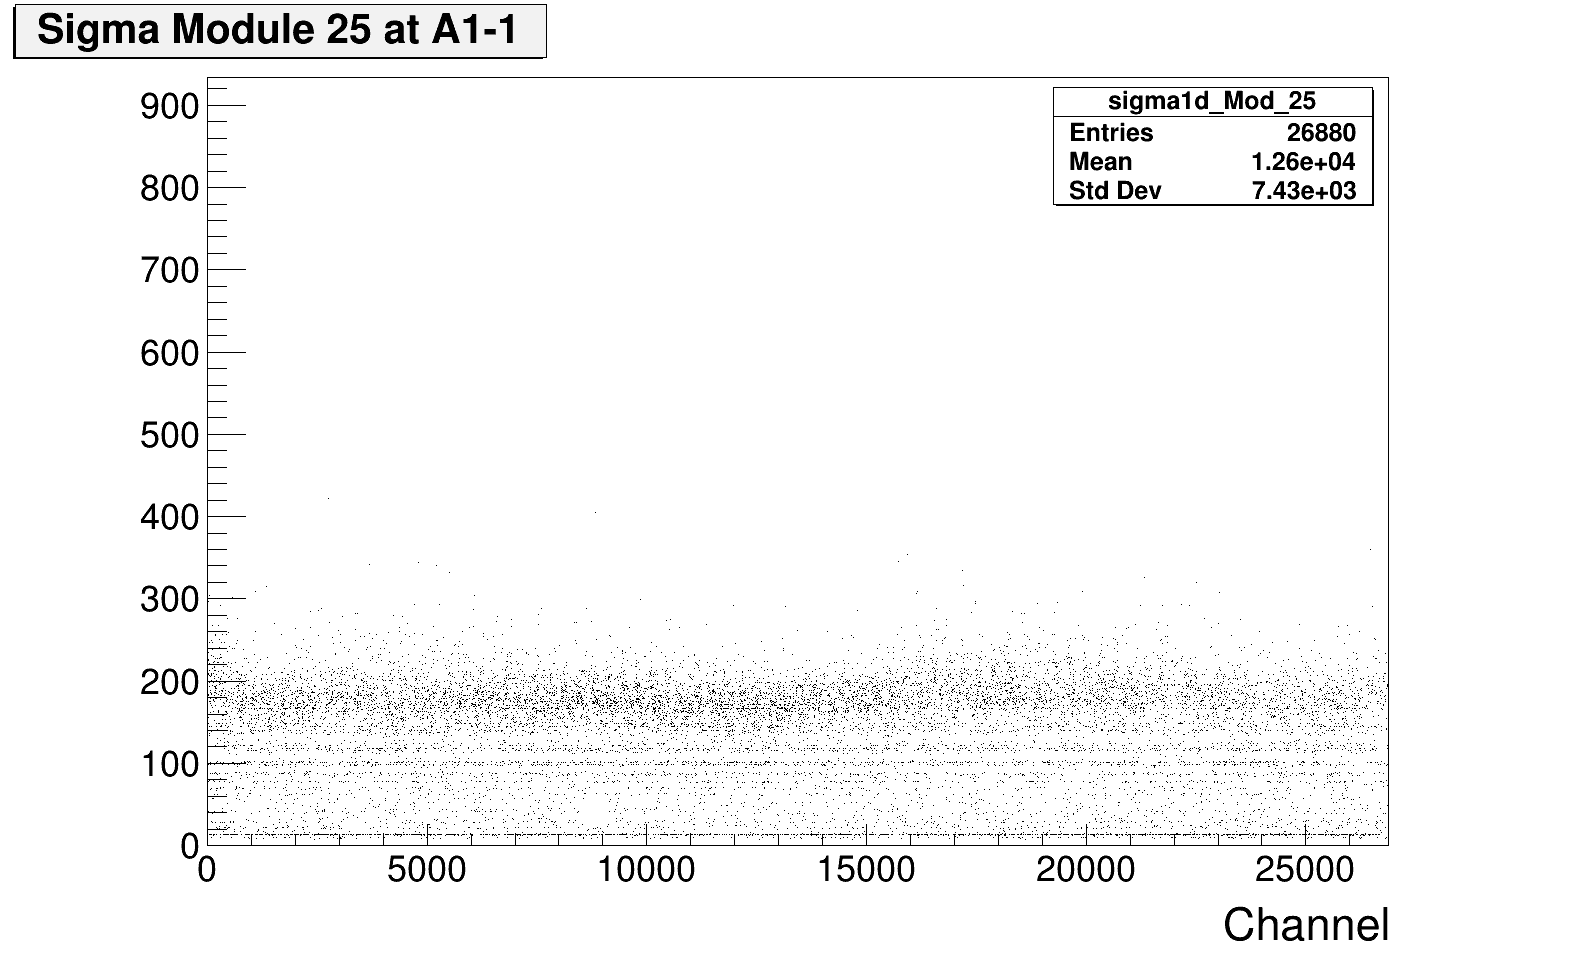 Sigma Module 25 at A1-1
sigma1d_Mod_25
Entries 26880
Mean 1.26e+04
Std Dev 7.43e+03
900
800
700
600
500
400
300
200
100
0
0 5000 10000 15000 20000 25000
Channel